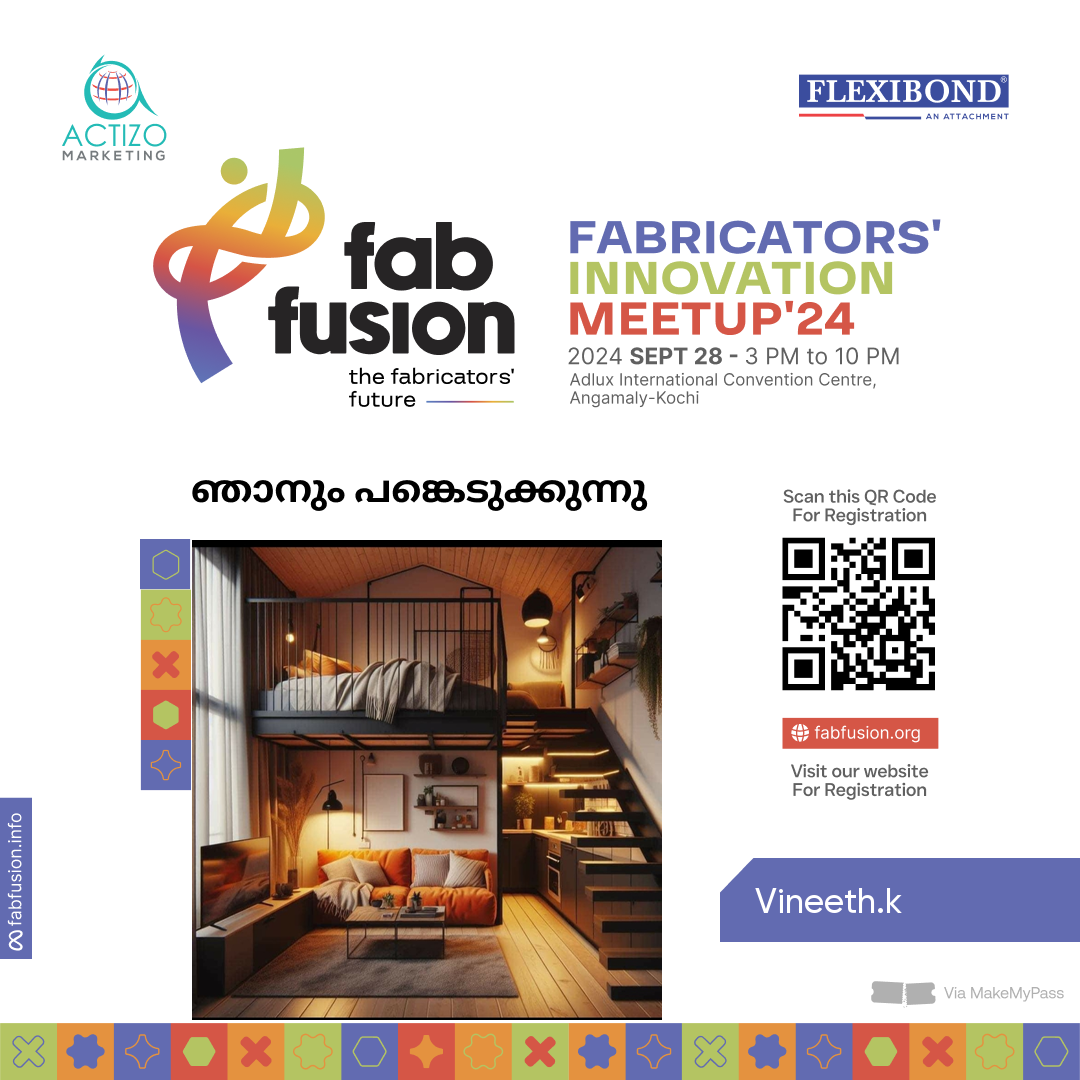 ACTIZO
MARKETING
FLEXIBOND®
AN ATTACHMENT
fab
fusion
the fabricators'
future
FABRICATORS'
INNOVATION
MEETUP'24
2024 SEPT 28 - 3 PM to 10 PM
Adlux International Convention Centre,
Angamaly-Kochi
ഞാനും പങ്കെടുക്കുന്നു
Scan this QR Code
For Registration
fabfusion.org
Visit our website
For Registration
fabfusion.info
Vineeth.k
Via MakeMyPass